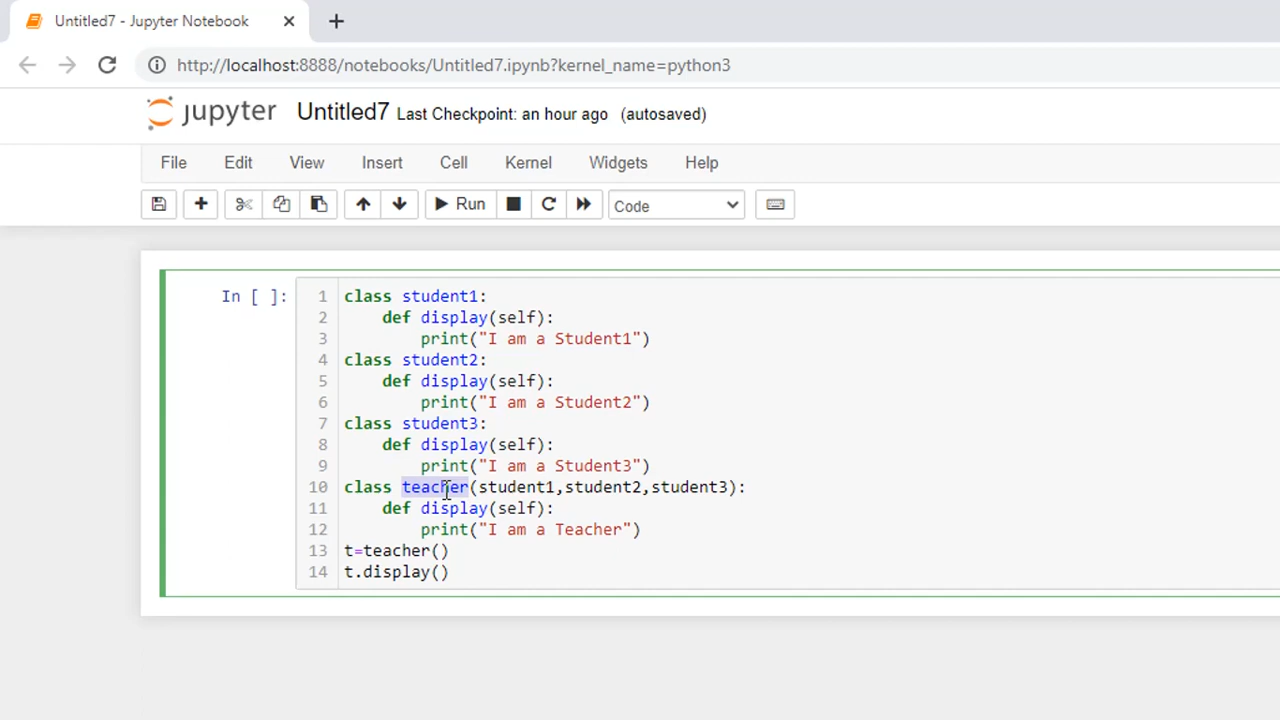 Untitled7 - Jupyter Notebook
http://localhost:8888/notebooks/Untitled7.ipynb?kernel_name=python3
jupyter Untitled7 Last Checkpoint: an hour ago (autosaved)
File Edit View Insert Cell Kernel Widgets Help
Run Code
In [ ]:
1 class student1:
2     def display(self):
3         print("I am a Student1")
4 class student2:
5     def display(self):
6         print("I am a Student2")
7 class student3:
8     def display(self):
9         print("I am a Student3")
10 class teacher(student1,student2,student3):
11     def display(self):
12         print("I am a Teacher")
13 t=teacher()
14 t.display()